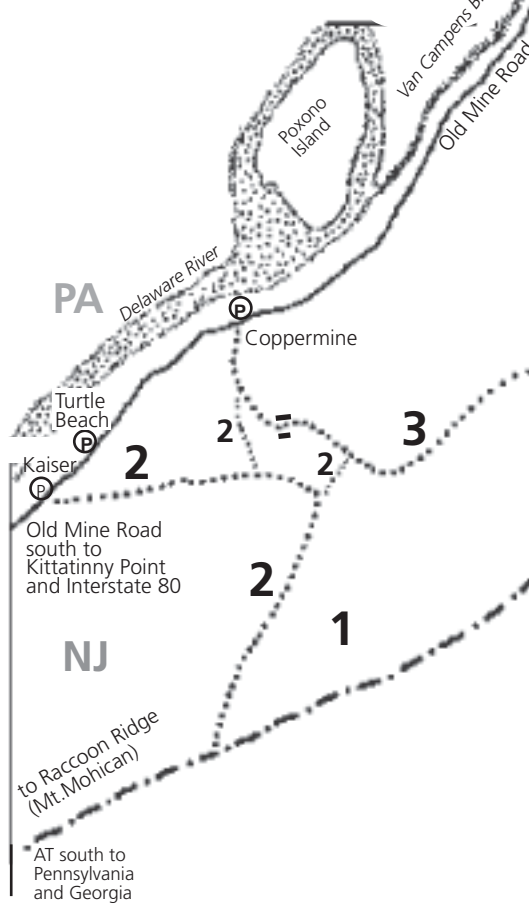 Van Campens B
Old Mine Road
Poxono
Island
Delaware River
PA
P
Coppermine
Turtle
Beach
P
2
3
2
2
Kaiser
P
Old Mine Road
south to
Kittatinny Point
and Interstate 80
2
1
NJ
to Raccoon Ridge
(Mt.Mohican)
AT south to
Pennsylvania
and Georgia